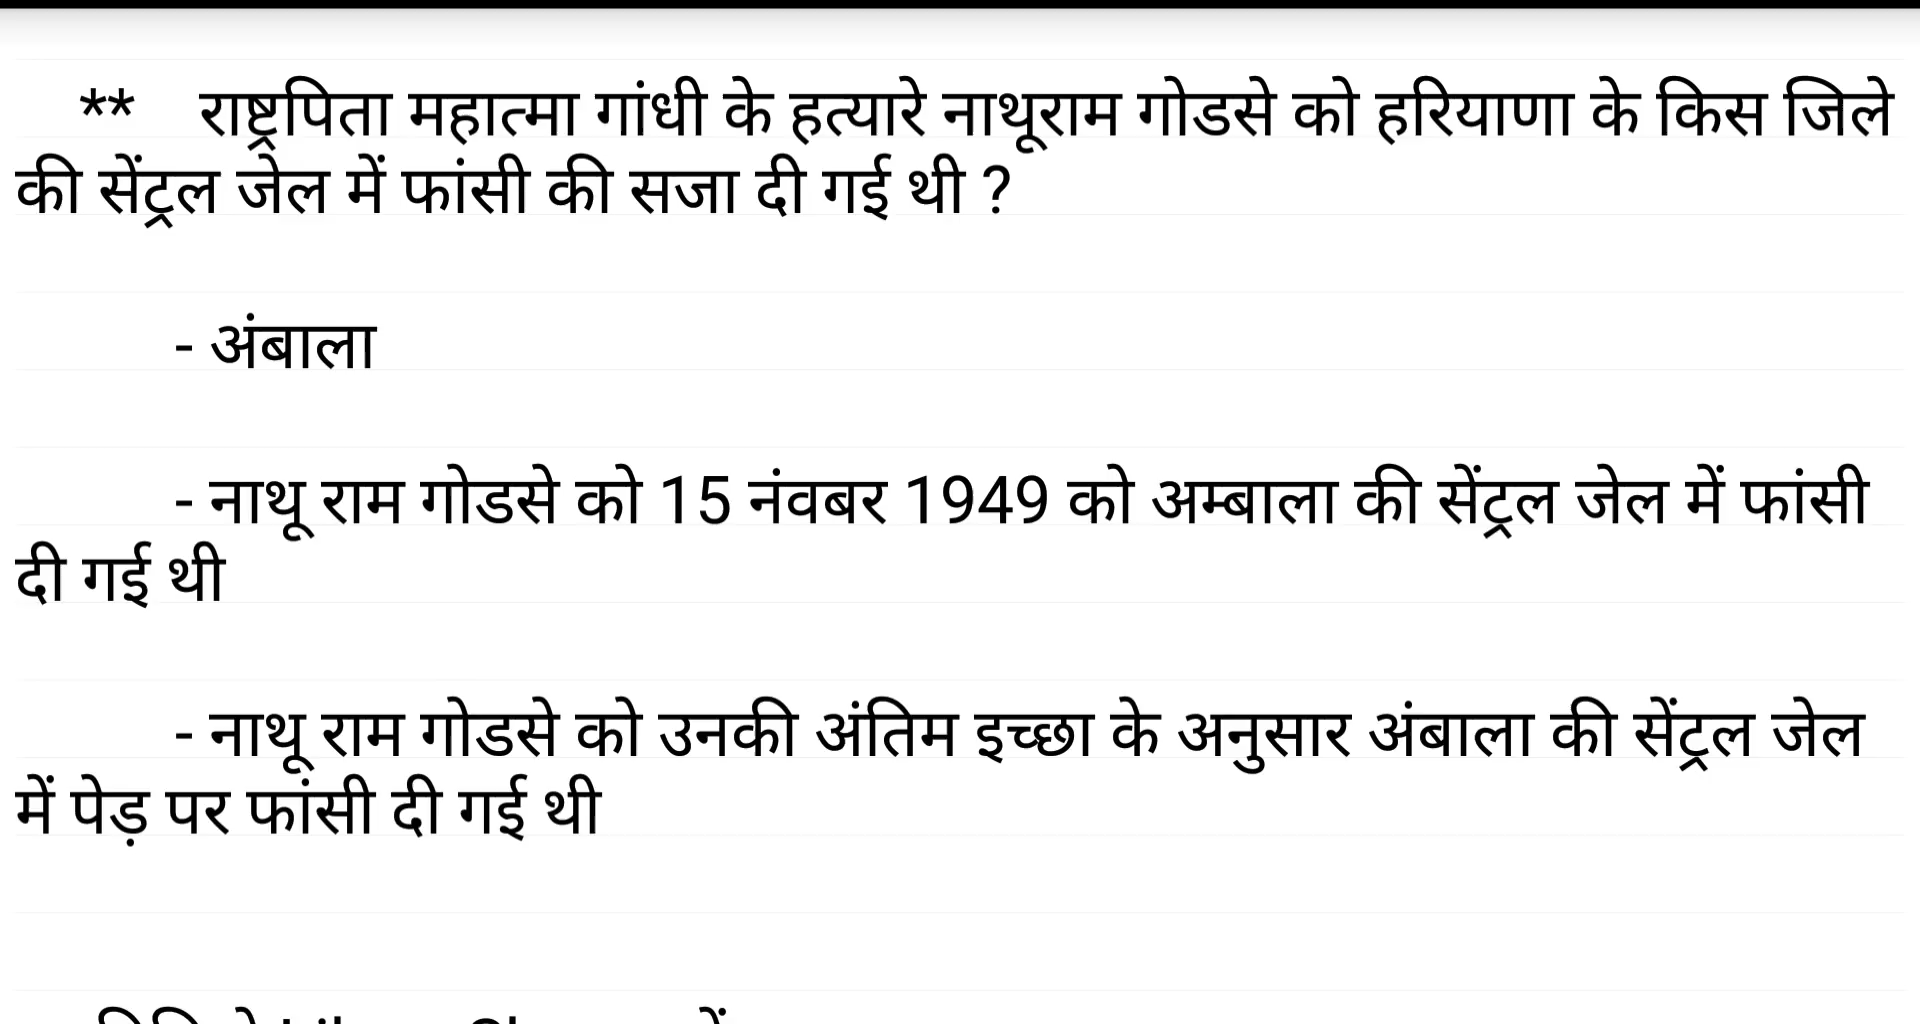 ** राष्ट्रपिता महात्मा गांधी के हत्यारे नाथूराम गोडसे को हरियाणा के किस जिले
की सेंट्रल जेल में फांसी की सजा दी गई थी ?
- अंबाला
- नाथू राम गोडसे को 15 नंवबर 1949 को अम्बाला की सेंट्रल जेल में फांसी
दी गई थी
- नाथू राम गोडसे को उनकी अंतिम इच्छा के अनुसार अंबाला की सेंट्रल जेल
में पेड़ पर फांसी दी गई थी